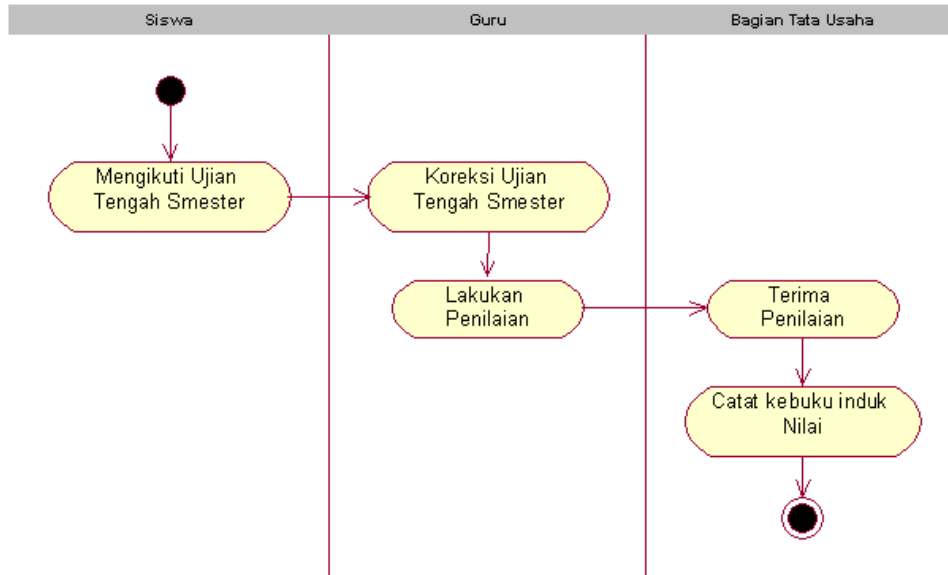 Siswa
Guru
Bagian Tata Usaha
Mengikuti Ujian
Tengah Smester
Koreksi Ujian
Tengah Smester
Lakukan
Penilaian
Terima
Penilaian
Catat kebuku induk
Nilai